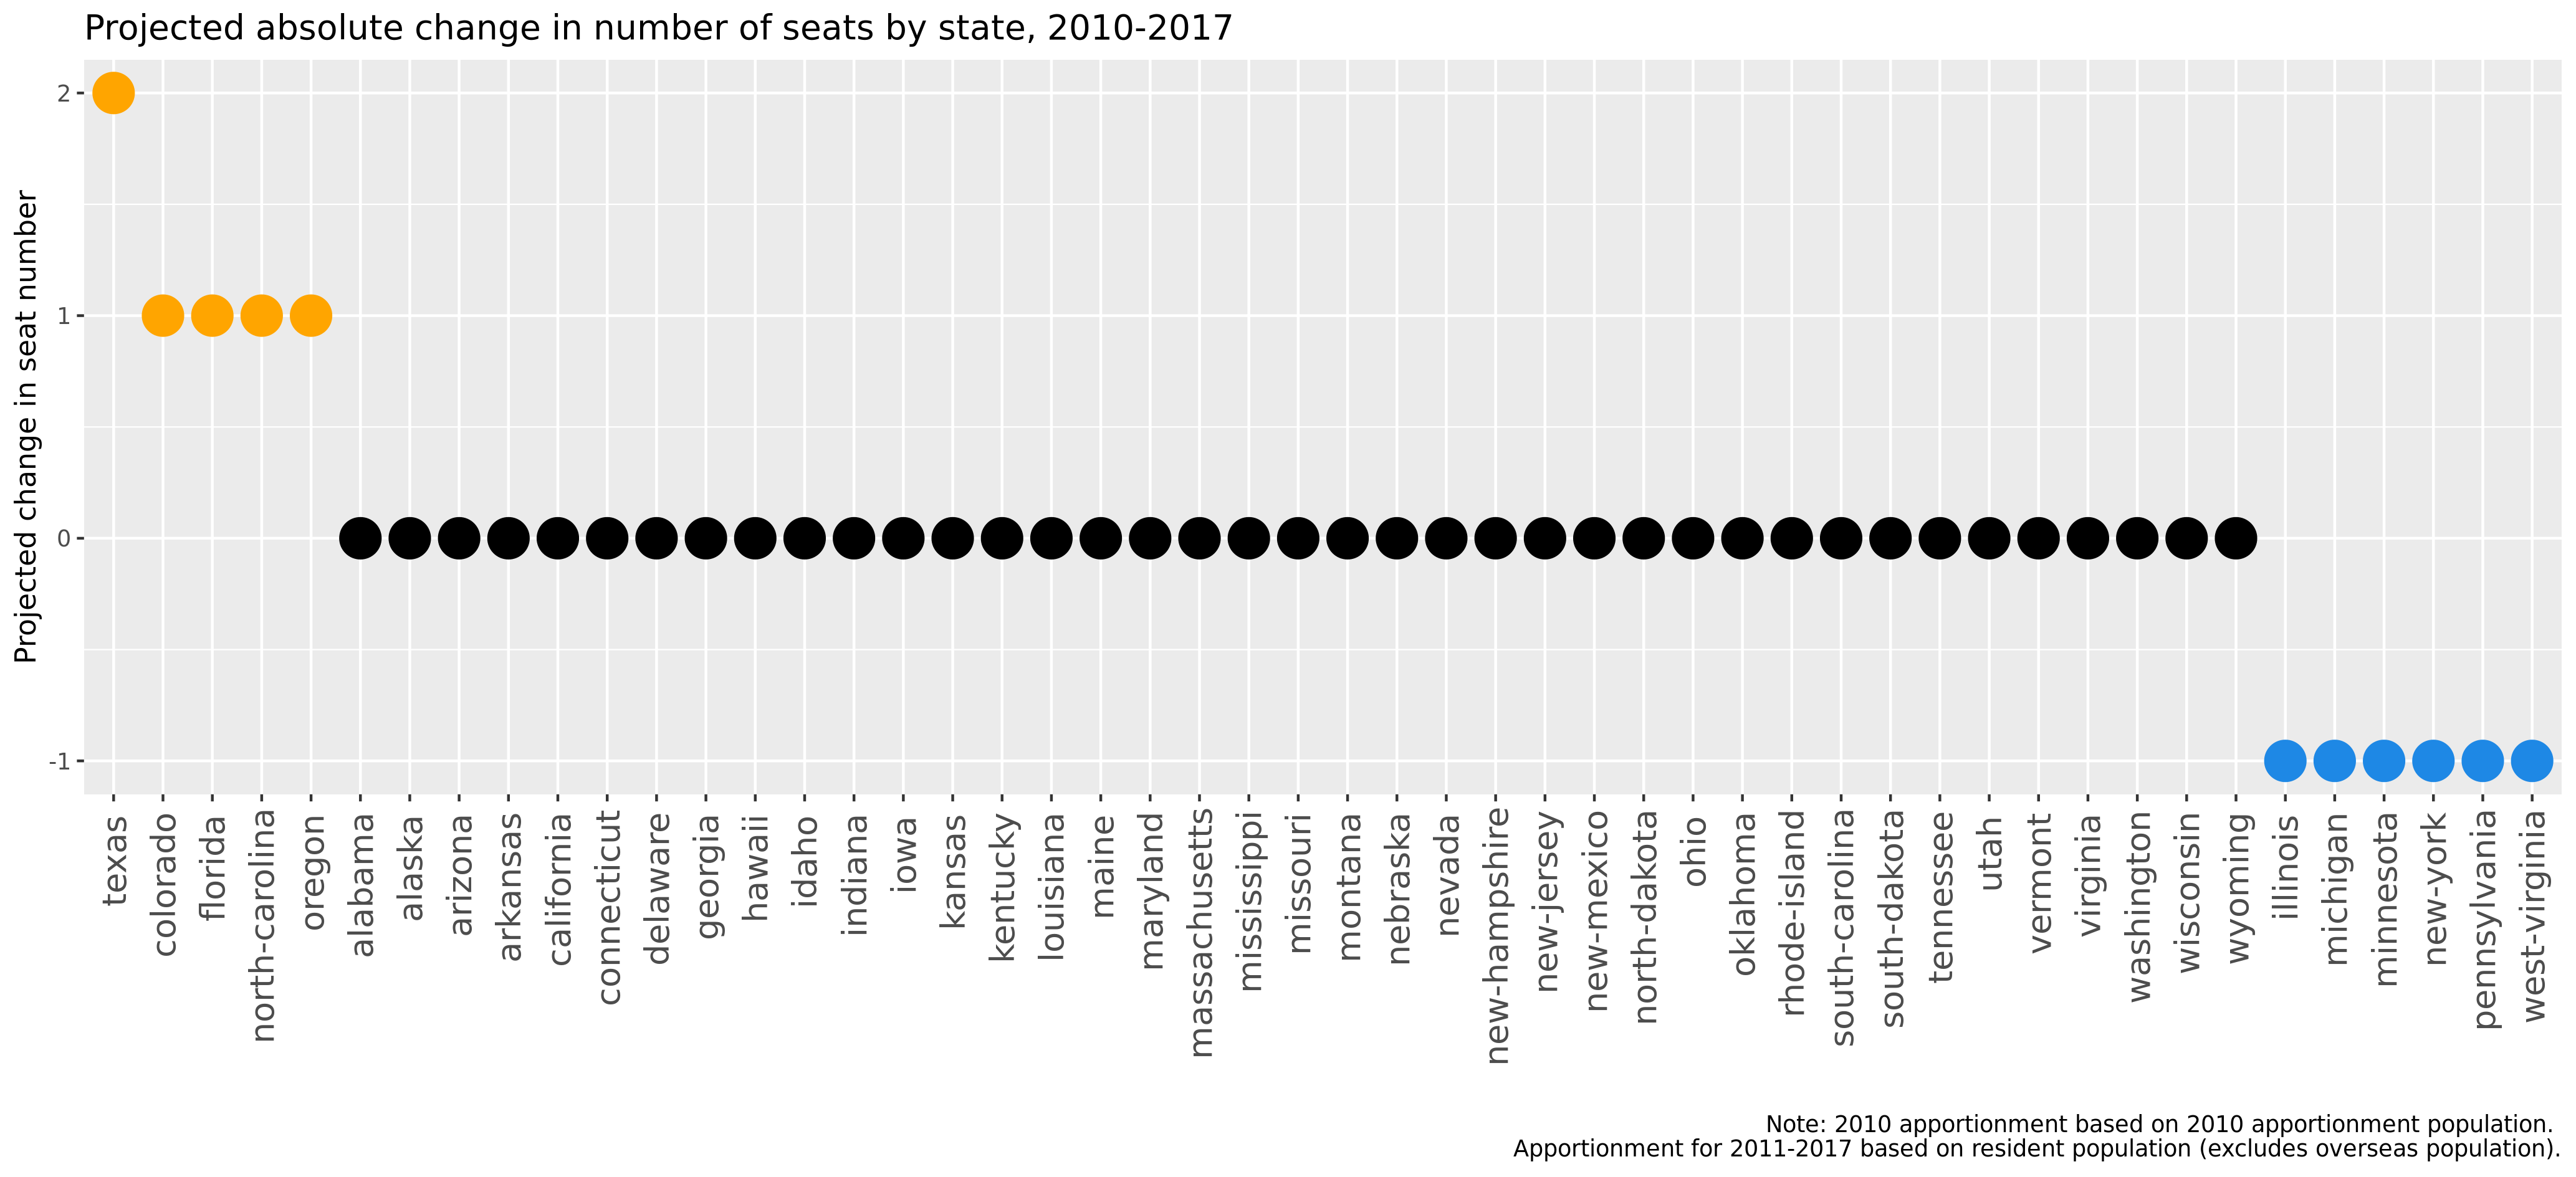 Projected absolute change in number of seats by state, 2010-2017
Projected change in seat number
2
1
0
-1
texas
colorado
florida
north-carolina
oregon
alabama
alaska
arizona
arkansas
california
connecticut
delaware
georgia
hawaii
idaho
indiana
iowa
kansas
kentucky
louisiana
maine
maryland
massachusetts
mississippi
missouri
montana
nebraska
nevada
new-hampshire
new-jersey
new-mexico
north-dakota
ohio
oklahoma
rhode-island
south-carolina
south-dakota
tennessee
utah
vermont
virginia
washington
wisconsin
wyoming
illinois
michigan
minnesota
new-york
pennsylvania
west-virginia
Note: 2010 apportionment based on 2010 apportionment population.
Apportionment for 2011-2017 based on resident population (excludes overseas population).